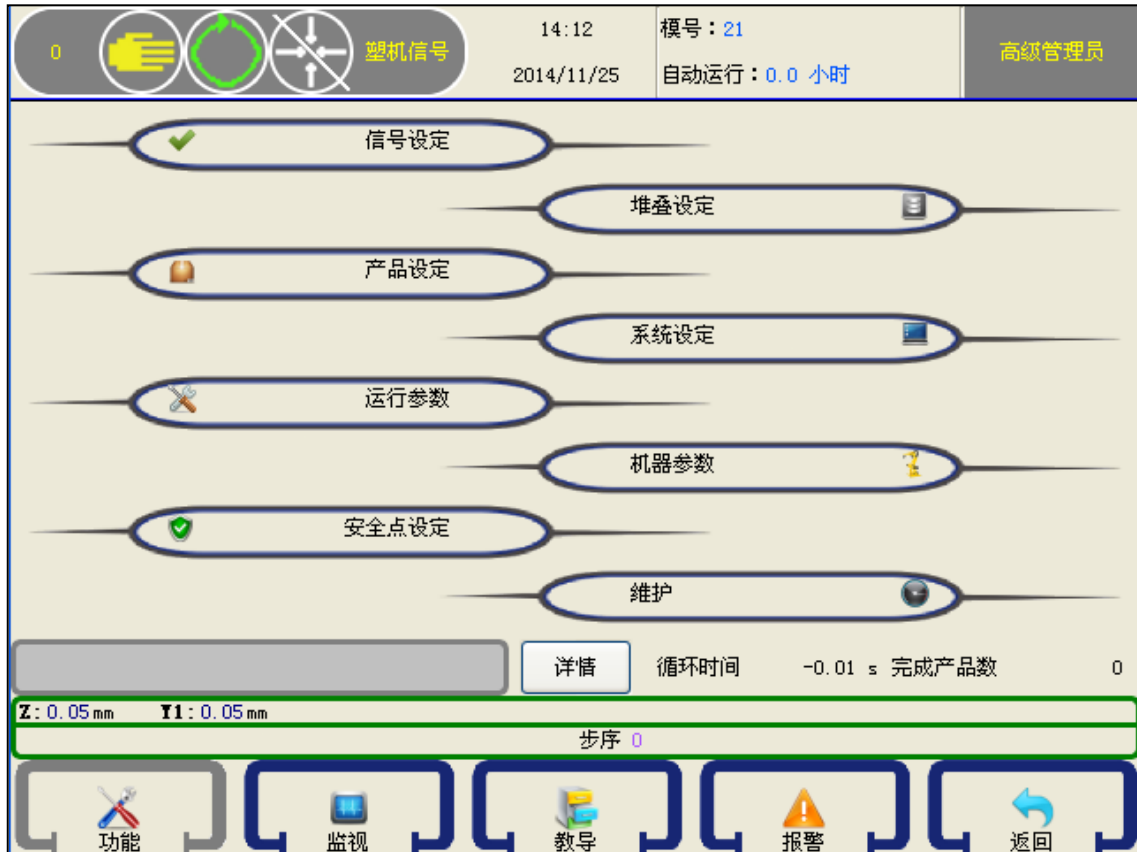 0 塑机信号 14:12 模号：21 高级管理员
2014/11/25 自动运行：0.0 小时
信号设定
堆叠设定
产品设定
系统设定
运行参数
机器参数
安全点设定
维护
详情 循环时间 -0.01 s 完成产品数 0
Z:0.05mm Y1:0.05mm
步序 0
功能 监视 教导 报警 返回